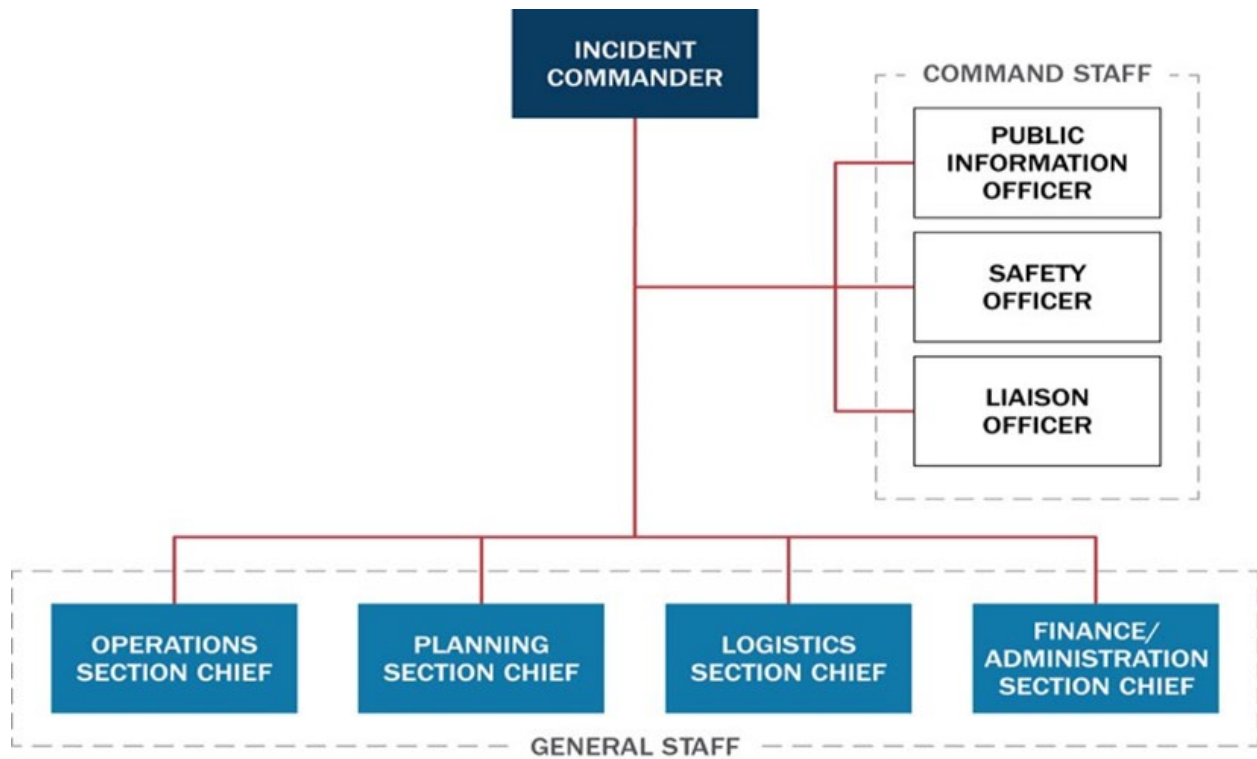 INCIDENT
COMMANDER
COMMAND STAFF
PUBLIC
INFORMATION
OFFICER
SAFETY
OFFICER
LIAISON
OFFICER
OPERATIONS
SECTION CHIEF
PLANNING
SECTION CHIEF
LOGISTICS
SECTION CHIEF
FINANCE/
ADMINISTRATION
SECTION CHIEF
GENERAL STAFF